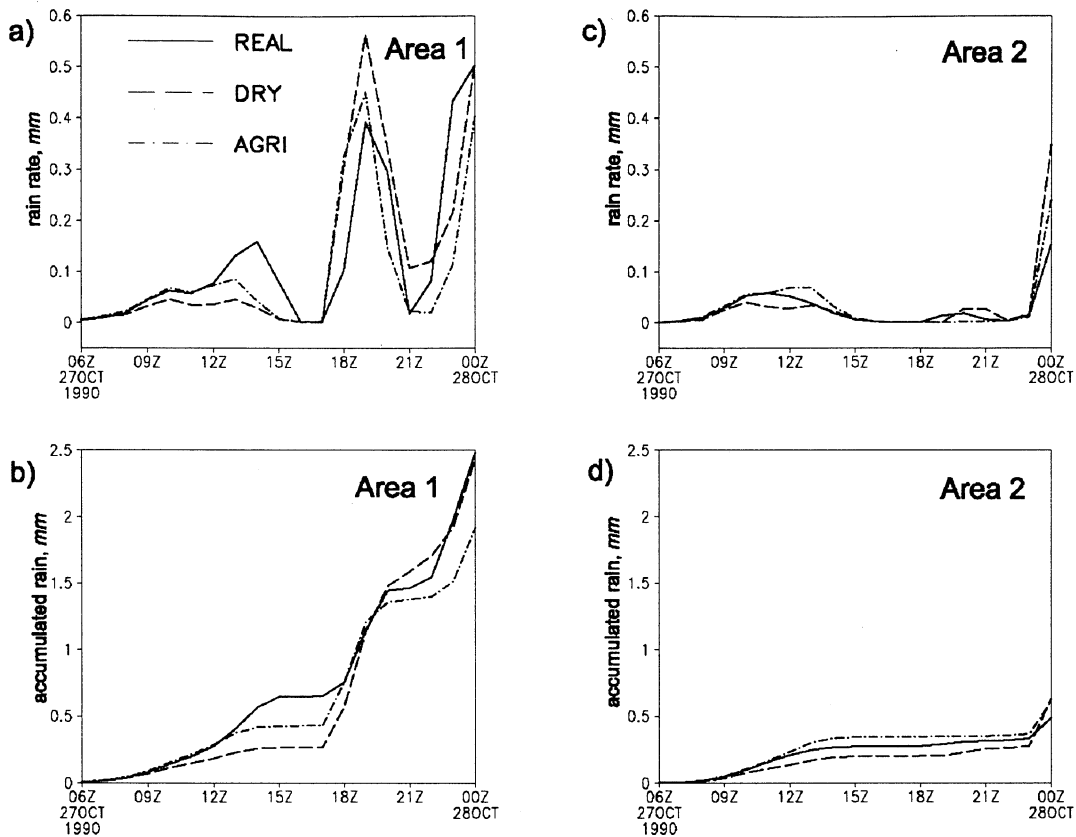 a)
REAL
DRY
AGRI
Area 1
rain rate, mm
0.6
0.5
0.4
0.3
0.2
0.1
0
06Z 09Z 12Z 15Z 18Z 21Z 00Z
27OCT 28OCT
1990
c)
Area 2
rain rate, mm
0.6
0.5
0.4
0.3
0.2
0.1
0
06Z 09Z 12Z 15Z 18Z 21Z 00Z
27OCT 28OCT
1990
b)
Area 1
accumulated rain, mm
2.5
2
1.5
1
0.5
0
06Z 09Z 12Z 15Z 18Z 21Z 00Z
27OCT 28OCT
1990
d)
Area 2
accumulated rain, mm
2.5
2
1.5
1
0.5
0
06Z 09Z 12Z 15Z 18Z 21Z 00Z
27OCT 28OCT
1990